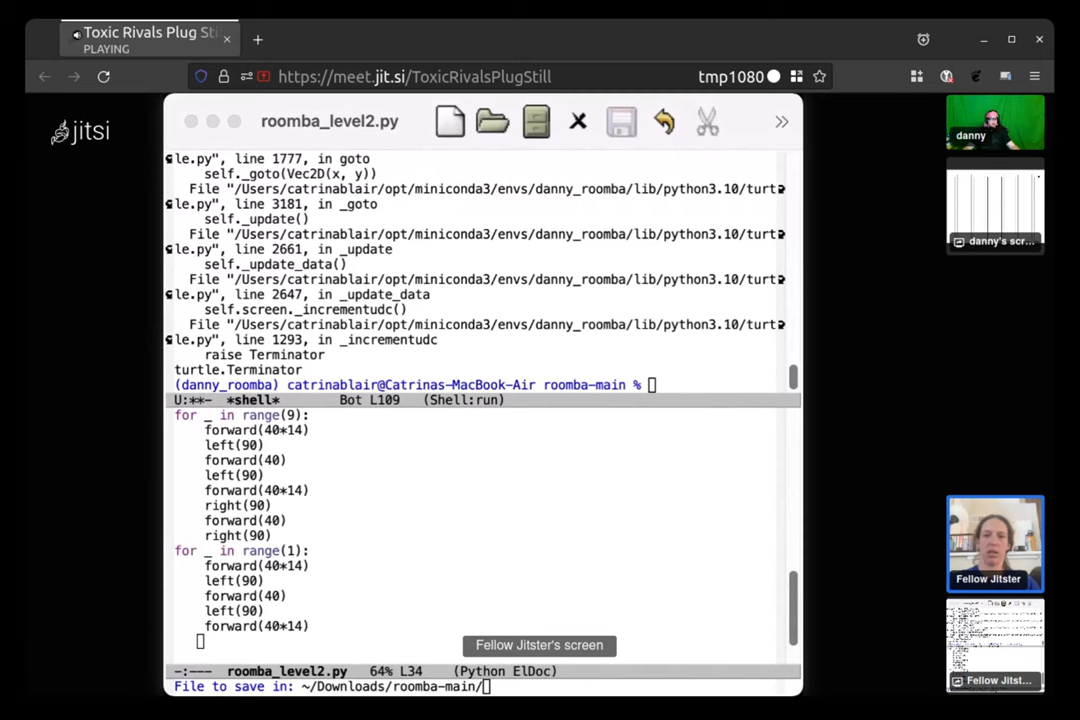 Toxic Rivals Plug Sti
PLAYING
https://meet.jit.si/ToxicRivalsPlugStill
tmp1080
jitsi
roomba_level2.py
le.py", line 1777, in goto
self._goto(Vec2D(x, y))
File "/Users/catrinablair/opt/miniconda3/envs/danny_roomba/lib/python3.10/turt
le.py", line 3181, in _goto
self._update()
File "/Users/catrinablair/opt/miniconda3/envs/danny_roomba/lib/python3.10/turt
le.py", line 2661, in _update
self._update_data()
File "/Users/catrinablair/opt/miniconda3/envs/danny_roomba/lib/python3.10/turt
le.py", line 2647, in _update_data
self.screen._incrementudc()
File "/Users/catrinablair/opt/miniconda3/envs/danny_roomba/lib/python3.10/turt
le.py", line 1293, in _incrementudc
raise Terminator
turtle.Terminator
(danny_roomba) catrinablair@Catrinas-MacBook-Air roomba-main %
U:**- *shell* Bot L109 (Shell:run)
for _ in range(9):
forward(40*14)
left(90)
forward(40)
left(90)
forward(40*14)
right(90)
forward(40)
right(90)
for _ in range(1):
forward(40*14)
left(90)
forward(40)
left(90)
forward(40*14)
Fellow Jitster's screen
-:--- roomba_level2.py 64% L34 (Python ElDoc)
File to save in: ~/Downloads/roomba-main/
danny
danny's scr...
Fellow Jitster
Fellow Jitst...